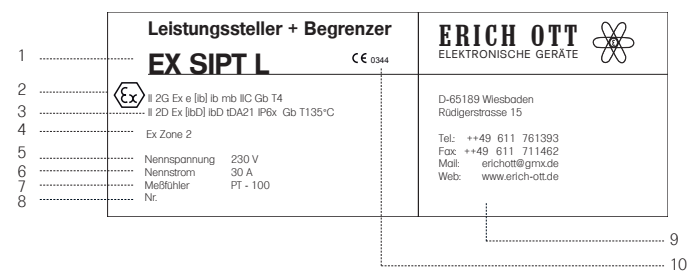 Leistungssteller + Begrenzer
EX SIPT L
CE 0344
ERICH OTT
ELEKTRONISCHE GERÄTE
ε
1
2
3
4
5
6
7
8
εx
II 2G Ex e [ib] ib mb IIC Gb T4
II 2D Ex [ibD] ibD tDA21 IP6x Gb T135°C
Ex Zone 2
Nennspannung 230 V
Nennstrom 30 A
Meßfühler PT - 100
Nr.
D-65189 Wiesbaden
Rüdigerstrasse 15
Tel.: ++49 611 761393
Fax: ++49 611 711462
Mail: erichott@gmx.de
Web: www.erich-ott.de
9
10